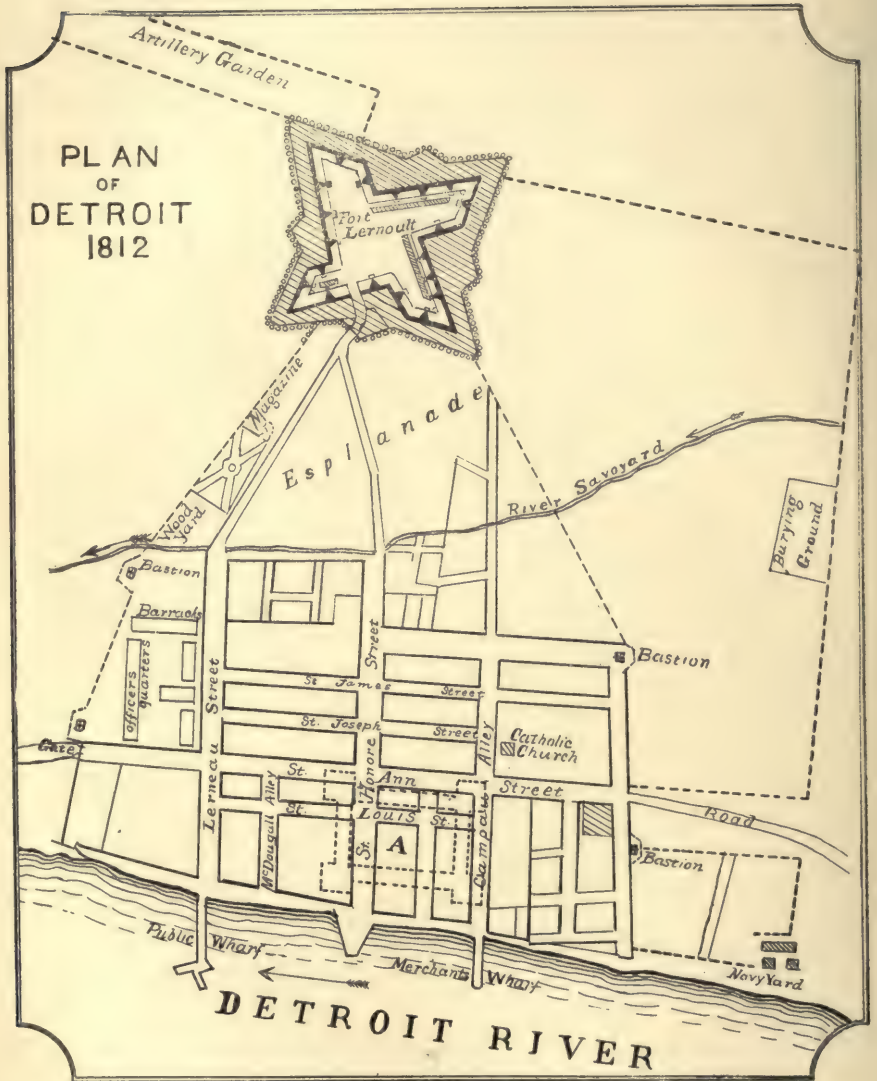 Artillery Garden
PLAN
OF
DETROIT
1812
Fort
Lernoult
Magazine
Esplanade
Wood
Yard
River Savoyard
Burying
Ground
Bastion
Barracks
officers
quarters
Bastion
Lerneau Street
St. Honore Street
Campau Alley
St James Street
St. Joseph Street
Catholic
Church
Gate
St. Ann Street
McDougall Alley
St. Louis St.
A
Road
Bastion
Public Wharf
Merchants Wharf
Navy Yard
DETROIT RIVER